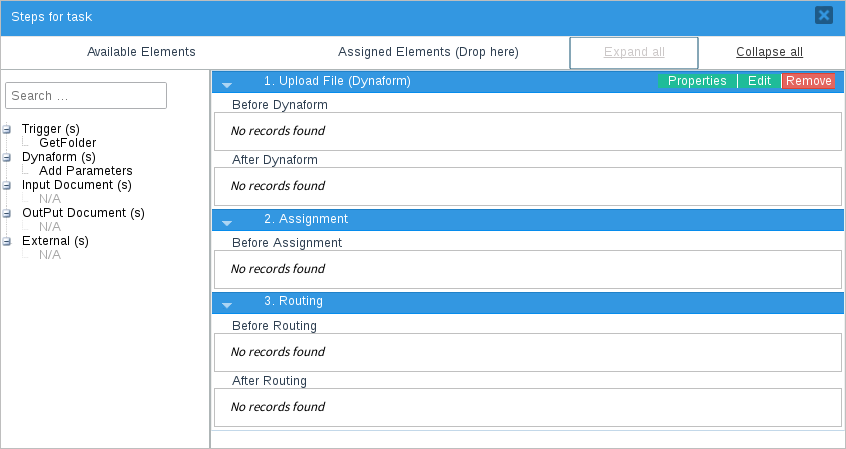 Steps for task
Available Elements
Assigned Elements (Drop here)
Expand all
Collapse all
Search ...
Trigger (s)
GetFolder
Dynaform (s)
Add Parameters
Input Document (s)
N/A
OutPut Document (s)
N/A
External (s)
N/A
1. Upload File (Dynaform)
Properties
Edit
Remove
Before Dynaform
No records found
After Dynaform
No records found
2. Assignment
Before Assignment
No records found
3. Routing
Before Routing
No records found
After Routing
No records found